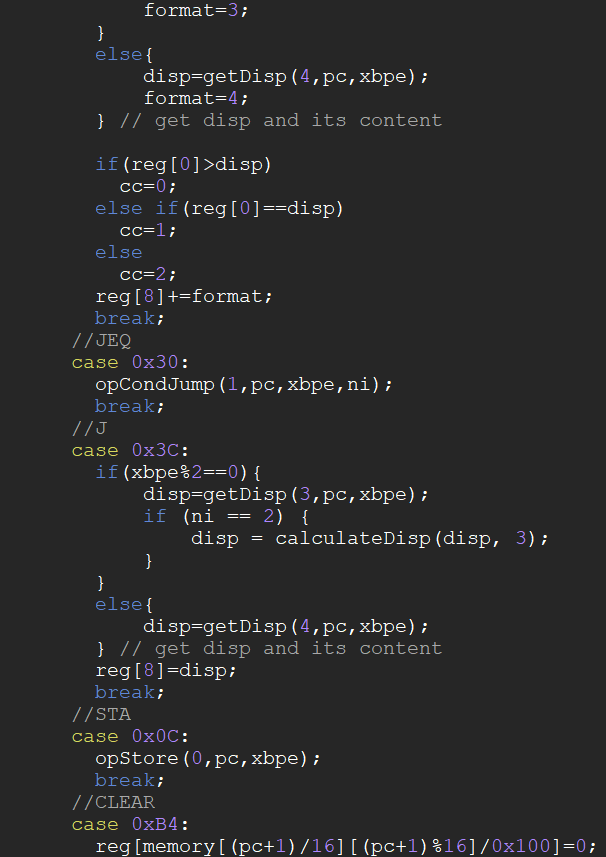 format=3;
}
else{
disp=getDisp(4,pc,xbpe);
format=4;
} // get disp and its content
if(reg[0]>disp)
cc=0;
else if(reg[0]==disp)
cc=1;
else
cc=2;
reg[8]+=format;
break;
//JEQ
case 0x30:
opCondJump(1,pc,xbpe,ni);
break;
//J
case 0x3C:
if(xbpe%2==0){
disp=getDisp(3,pc,xbpe);
if (ni == 2) {
disp = calculateDisp(disp, 3);
}
}
else{
disp=getDisp(4,pc,xbpe);
} // get disp and its content
reg[8]=disp;
break;
//STA
case 0x0C:
opStore(0,pc,xbpe);
break;
//CLEAR
case 0xB4:
reg[memory[(pc+1)/16][(pc+1)%16]/0x100]=0;